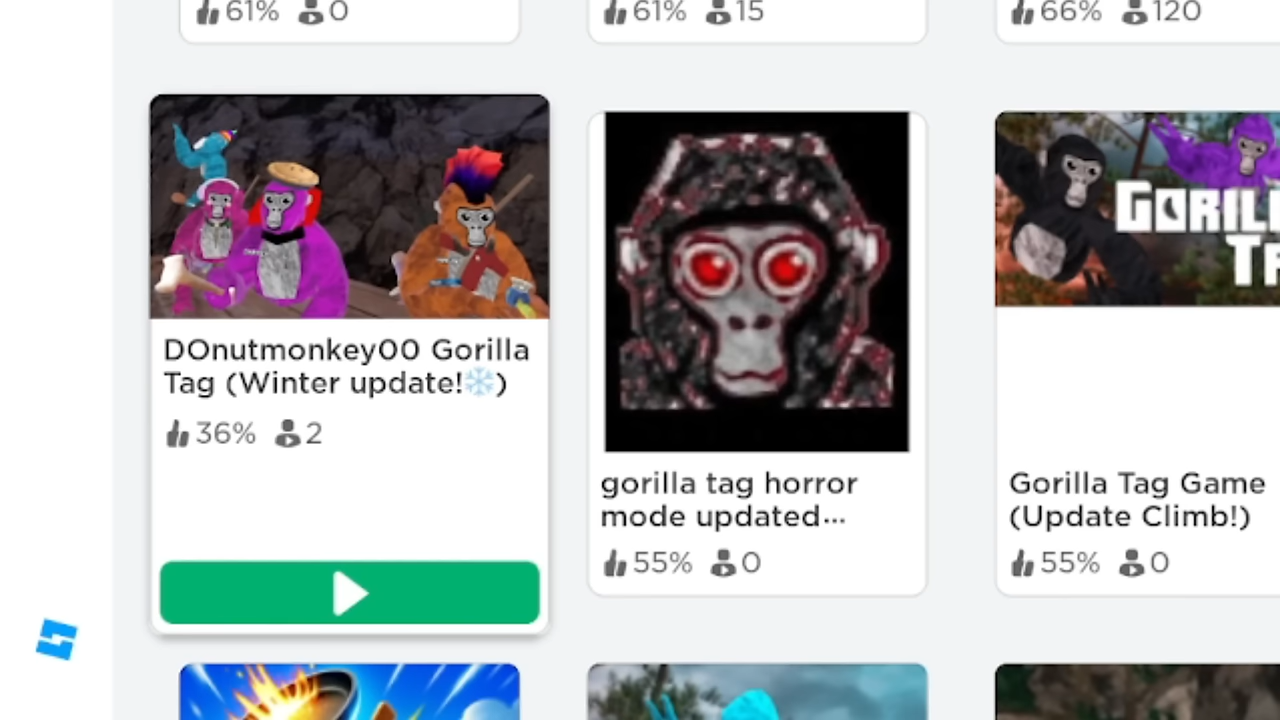 61% 0
61% 15
66% 120
DOnutmonkey00 Gorilla
Tag (Winter update!❄️)
36% 2
gorilla tag horror
mode updated...
55% 0
GORIL
TA
Gorilla Tag Game
(Update Climb!)
55% 0